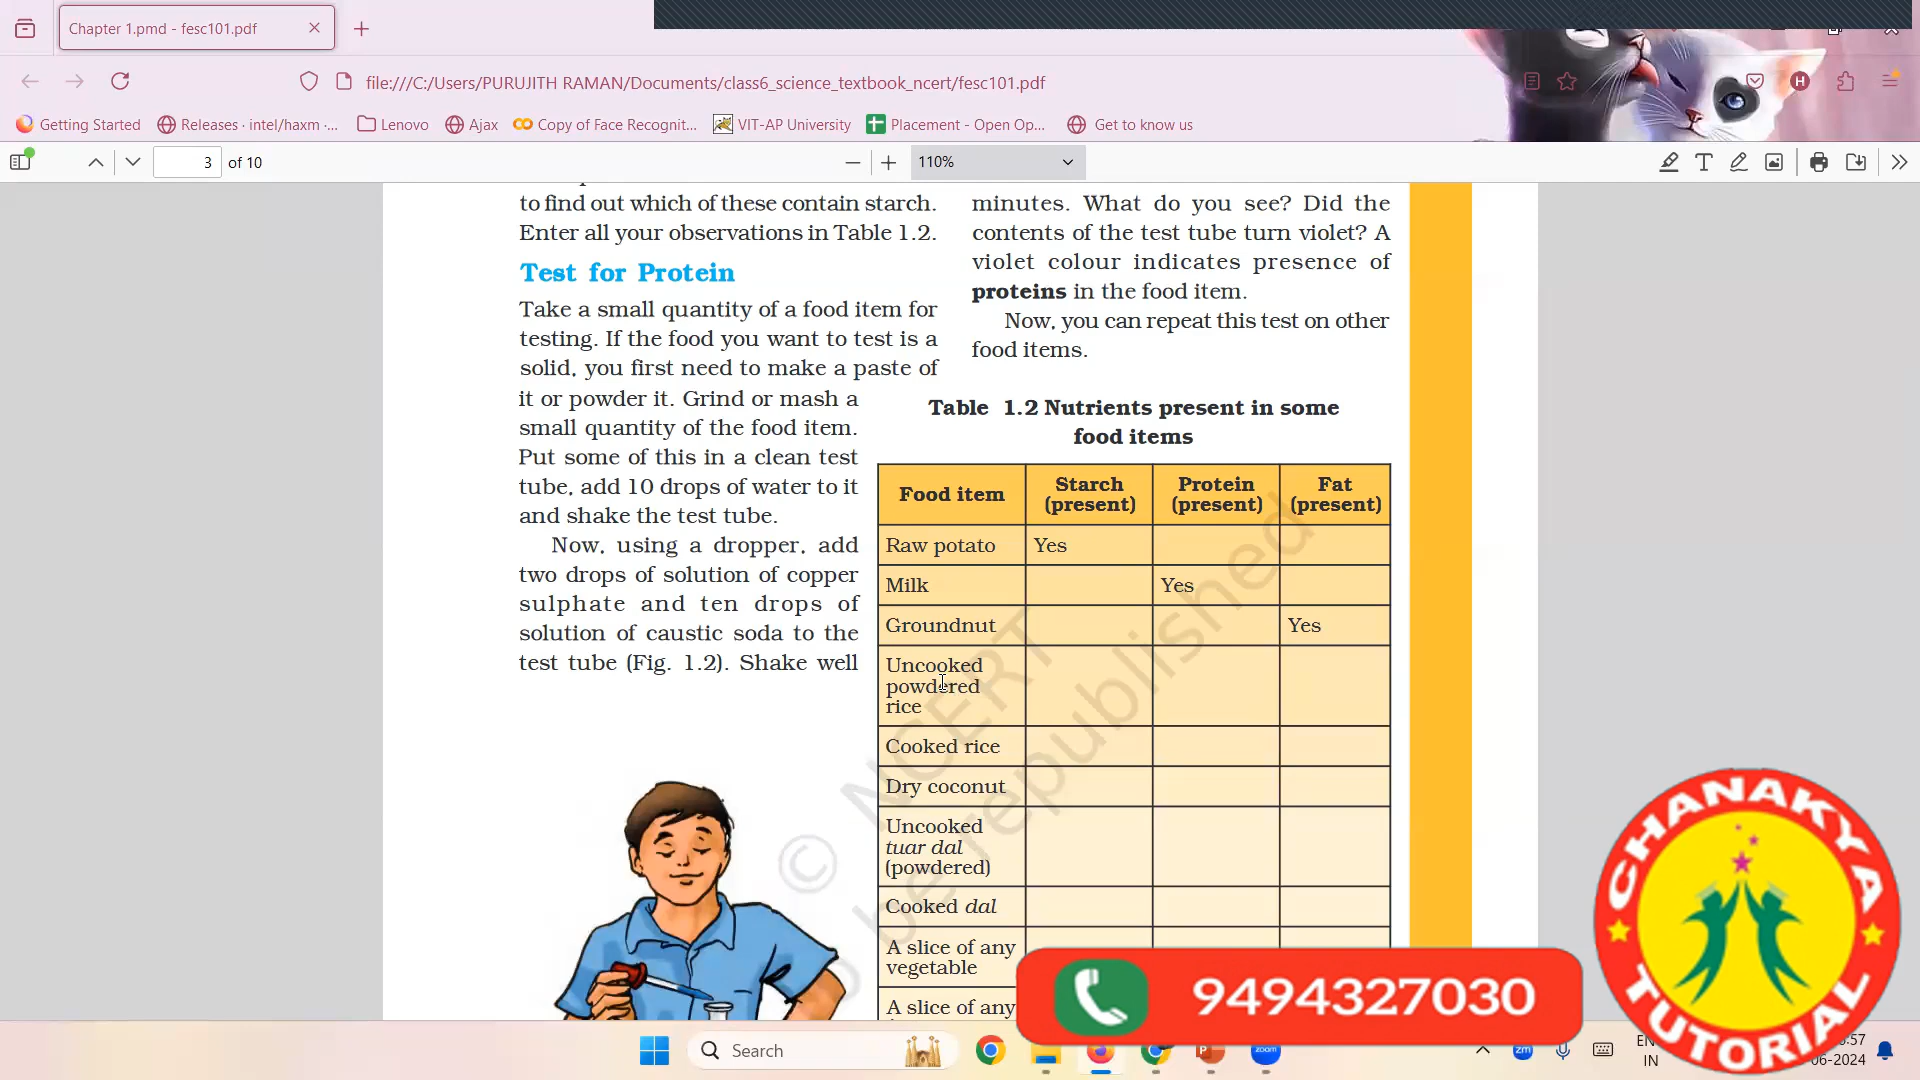 Chapter 1.pmd - fesc101.pdf
file:///C:/Users/PURUJITH RAMAN/Documents/class6_science_textbook_ncert/fesc101.pdf
H
Getting Started
Releases · intel/haxm ·...
Lenovo
Ajax
Copy of Face Recognit...
VIT-AP University
Placement - Open Op...
Get to know us
3 of 10
110%
to find out which of these contain starch.
Enter all your observations in Table 1.2.
Test for Protein
Take a small quantity of a food item for
testing. If the food you want to test is a
solid, you first need to make a paste of
it or powder it. Grind or mash a
small quantity of the food item.
Put some of this in a clean test
tube, add 10 drops of water to it
and shake the test tube.
Now, using a dropper, add
two drops of solution of copper
sulphate and ten drops of
solution of caustic soda to the
test tube (Fig. 1.2). Shake well
minutes. What do you see? Did the
contents of the test tube turn violet? A
violet colour indicates presence of
proteins in the food item.
Now, you can repeat this test on other
food items.
Table 1.2 Nutrients present in some
food items
Food item Starch (present) Protein (present) Fat (present)
Raw potato Yes
Milk Yes
Groundnut Yes
Uncooked
powdered
rice
Cooked rice
Dry coconut
Uncooked
tuar dal
(powdered)
Cooked dal
A slice of any
vegetable
A slice of any
© NCERT
be republished
9494327030
CHANAKYA
TUTORIAL
Search
zoom
zm
IN
06-2024